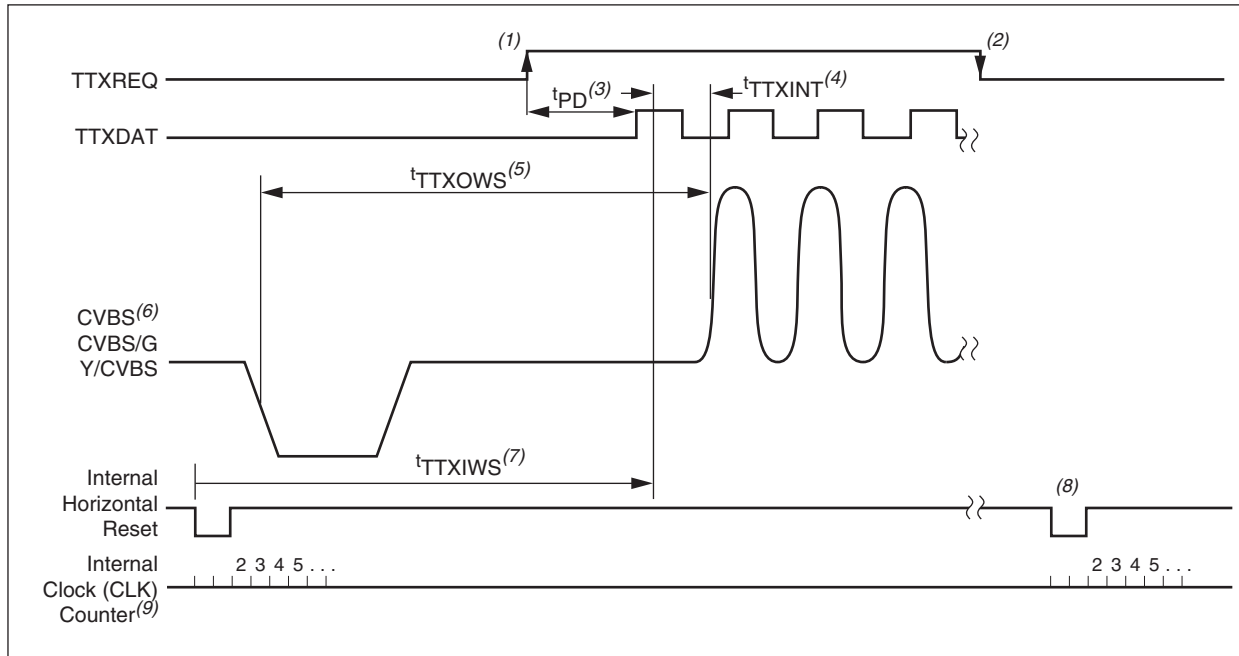 (1)
(2)
TTXREQ
tPD(3)
tTTXINT(4)
TTXDAT
tTTXOWS(5)
CVBS(6)
CVBS/G
Y/CVBS
tTTXIWS(7)
Internal
Horizontal
Reset
(8)
Internal
Clock (CLK)
Counter(9)
2 3 4 5 . . .
2 3 4 5 . . .